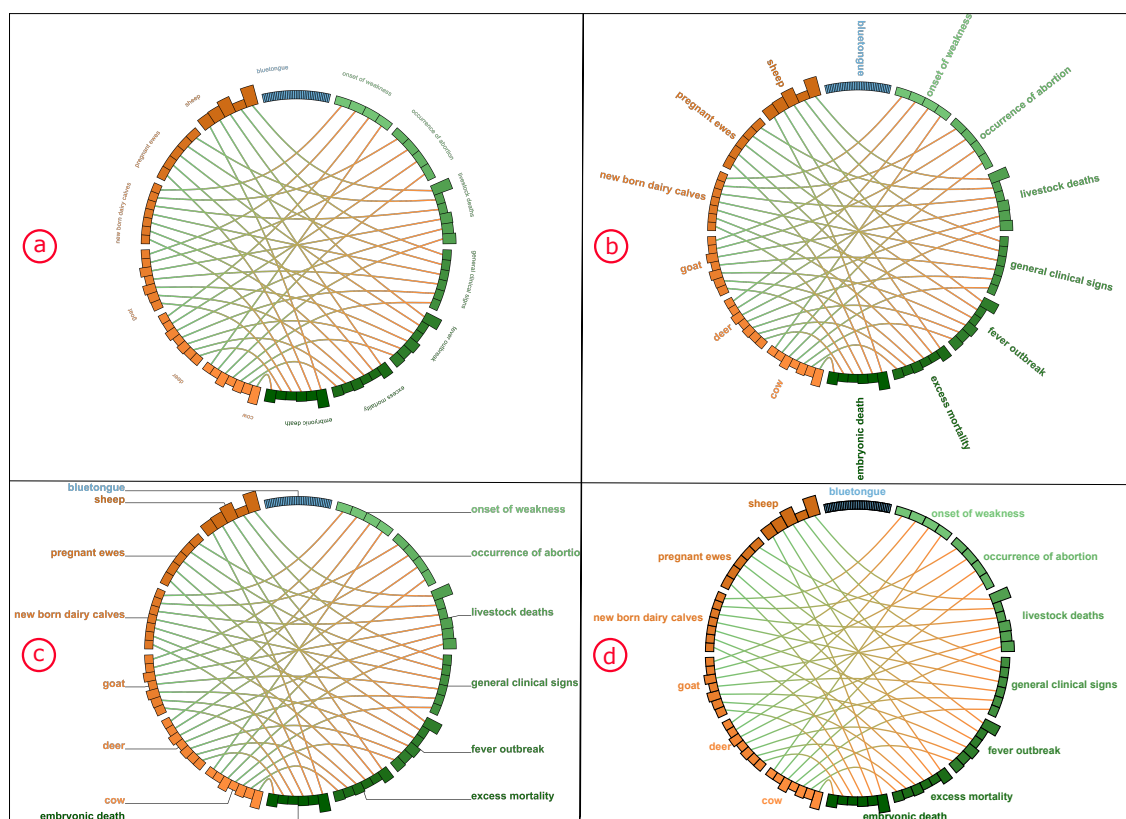 a
bluetongue
onset of weakness
sheep
occurrence of abortion
pregnant ewes
livestock deaths
new born dairy calves
general clinical signs
goat
fever outbreak
deer
excess mortality
cow
embryonic death
b
bluetongue
onset of weakness
sheep
occurrence of abortion
pregnant ewes
livestock deaths
new born dairy calves
general clinical signs
goat
fever outbreak
deer
excess mortality
cow
embryonic death
c
bluetongue
sheep
onset of weakness
pregnant ewes
occurrence of abortio
new born dairy calves
livestock deaths
goat
general clinical signs
deer
fever outbreak
cow
excess mortality
embryonic death
d
bluetongue
sheep
onset of weakness
pregnant ewes
occurrence of abortion
new born dairy calves
livestock deaths
goat
general clinical signs
deer
fever outbreak
cow
excess mortality
embryonic death